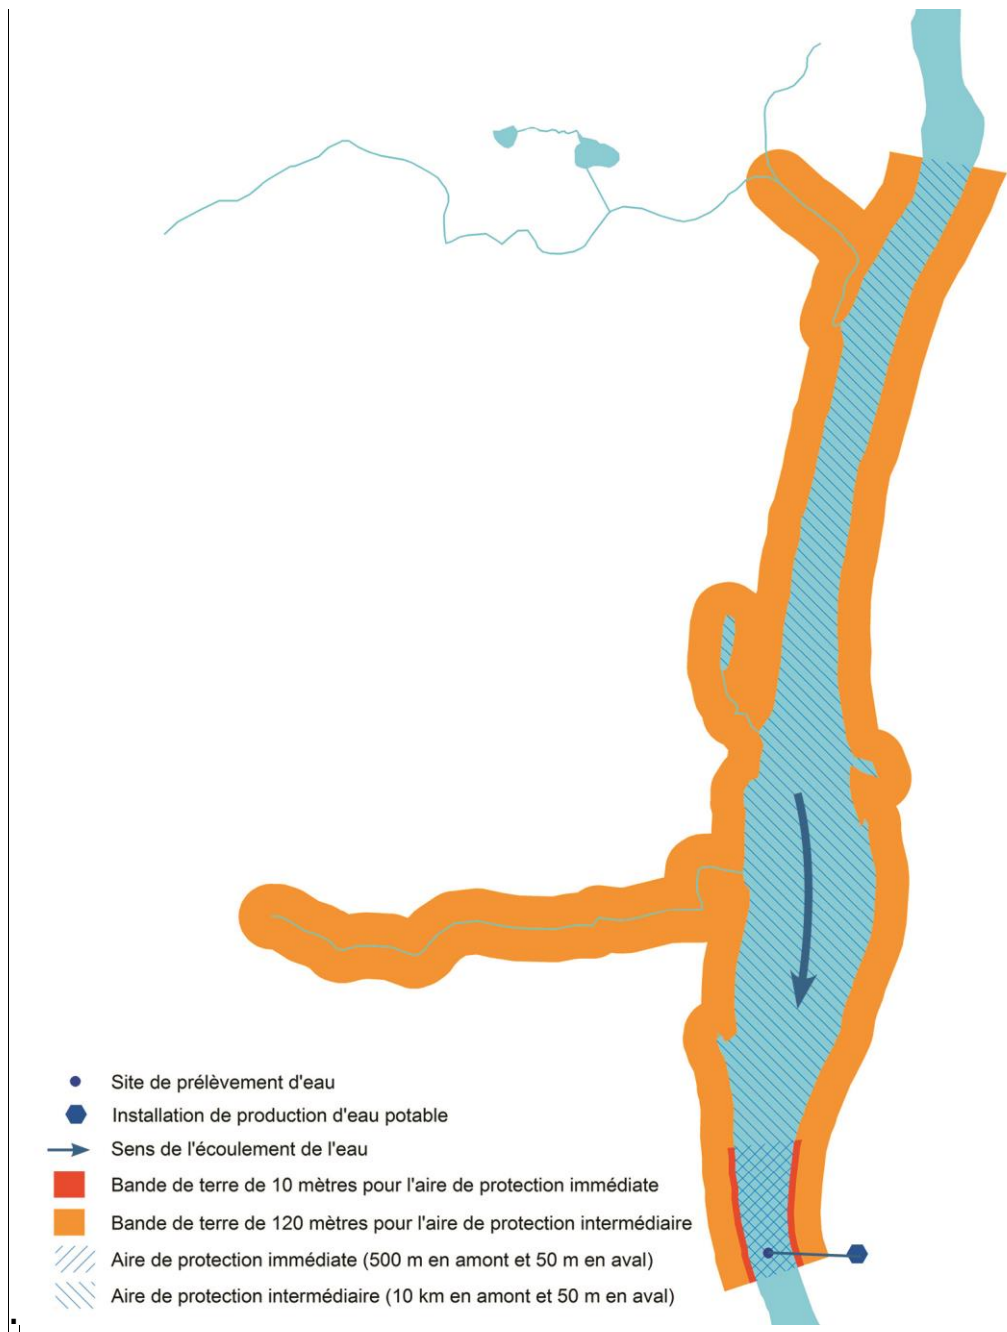 Site de prélèvement d'eau
Installation de production d'eau potable
Sens de l'écoulement de l'eau
Bande de terre de 10 mètres pour l'aire de protection immédiate
Bande de terre de 120 mètres pour l'aire de protection intermédiaire
Aire de protection immédiate (500 m en amont et 50 m en aval)
Aire de protection intermédiaire (10 km en amont et 50 m en aval)